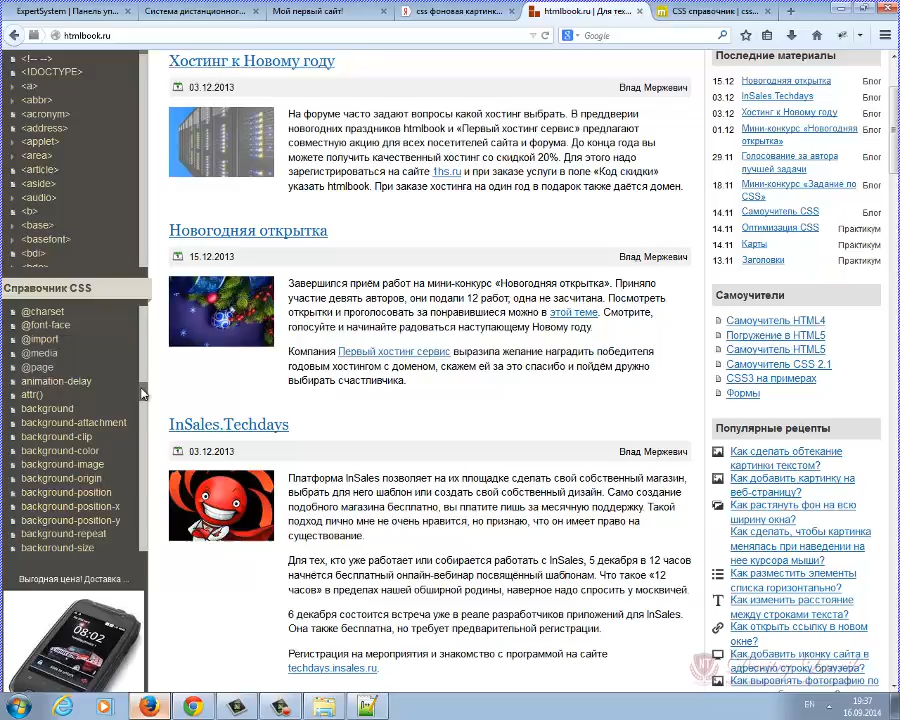 ExpertSystem | Панель уп...
Система дистанционног...
Мой первый сайт!
css фоновая картинк...
htmlbook.ru | Для тех...
CSS справочник | css...
htmlbook.ru
Google
<!-- -->
<!DOCTYPE>
<a>
<abbr>
<acronym>
<address>
<applet>
<area>
<article>
<aside>
<audio>
<b>
<base>
<basefont>
<bdi>
<bdo>
Справочник CSS
@charset
@font-face
@import
@media
@page
animation-delay
attr()
background
background-attachment
background-clip
background-color
background-image
background-origin
background-position
background-position-x
background-position-y
background-repeat
background-size
Выгодная цена! Доставка ...
08:02
Хостинг к Новому году
03.12.2013
Влад Мержевич
На форуме часто задают вопросы какой хостинг выбрать. В преддверии
новогодних праздников htmlbook и «Первый хостинг сервис» предлагают
совместную акцию для всех посетителей сайта и форума. До конца года вы
можете получить качественный хостинг со скидкой 20%. Для этого надо
зарегистрироваться на сайте 1hs.ru и при заказе услуги в поле «Код скидки»
указать htmlbook. При заказе хостинга на один год в подарок также даётся домен.
Новогодняя открытка
15.12.2013
Влад Мержевич
Завершился приём работ на мини-конкурс «Новогодняя открытка». Приняло
участие девять авторов, они подали 12 работ, одна не засчитана. Посмотреть
открытки и проголосовать за понравившиеся можно в этой теме. Смотрите,
голосуйте и начинайте радоваться наступающему Новому году.
Компания Первый хостинг сервис выразила желание наградить победителя
годовым хостингом с доменом, скажем ей за это спасибо и пойдём дружно
выбирать счастливчика.
InSales.Techdays
03.12.2013
Влад Мержевич
Платформа InSales позволяет на их площадке сделать свой собственный магазин,
выбрать для него шаблон или создать свой собственный дизайн. Само создание
подобного магазина бесплатно, вы платите лишь за месячную поддержку. Такой
подход лично мне не очень нравится, но признаю, что он имеет право на
существование.
Для тех, кто уже работает или собирается работать с InSales, 5 декабря в 12 часов
начнётся бесплатный онлайн-вебинар посвящённый шаблонам. Что такое «12
часов» в пределах нашей обширной родины, наверное надо спросить у москвичей.
6 декабря состоится встреча уже в реале разработчиков приложений для InSales.
Она также бесплатна, но требует предварительной регистрации.
Регистрация на мероприятия и знакомство с программой на сайте
techdays.insales.ru.
Последние материалы
15.12 Новогодняя открытка Блог
03.12 InSales.Techdays Блог
03.12 Хостинг к Новому году Блог
01.12 Мини-конкурс «Новогодняя открытка» Блог
29.11 Голосование за автора лучшей задачи Блог
18.11 Мини-конкурс «Задание по CSS» Блог
14.11 Самоучитель CSS Блог
14.11 Оптимизация CSS Практикум
14.11 Карты Практикум
13.11 Заголовки Практикум
Самоучители
Самоучитель HTML4
Погружение в HTML5
Самоучитель HTML5
Самоучитель CSS 2.1
CSS3 на примерах
Формы
Популярные рецепты
Как сделать обтекание
картинки текстом?
Как добавить картинку на
веб-страницу?
Как растянуть фон на всю
ширину окна?
Как сделать, чтобы картинка
менялась при наведении на
нее курсора мыши?
Как разместить элементы
списка горизонтально?
Как изменить расстояние
между строками текста?
Как открыть ссылку в новом
окне?
Как добавить иконку сайта в
адресную строку браузера?
Как выровнять фотографию по
EN
19:37
16.09.2014